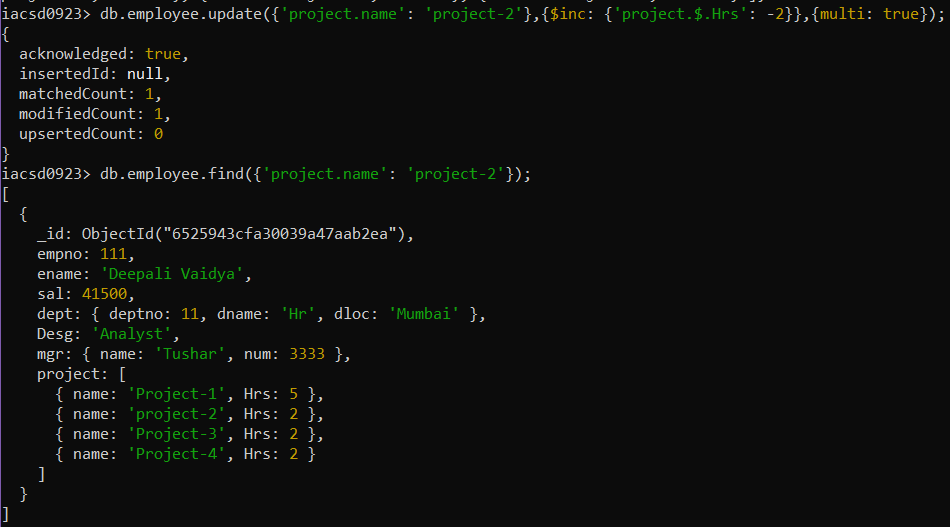 iacsd0923> db.employee.update({'project.name': 'project-2'},{$inc: {'project.$.Hrs': -2}},{multi: true});
{
  acknowledged: true,
  insertedId: null,
  matchedCount: 1,
  modifiedCount: 1,
  upsertedCount: 0
}
iacsd0923> db.employee.find({'project.name': 'project-2'});
[
  {
    _id: ObjectId("6525943cfa30039a47aab2ea"),
    empno: 111,
    ename: 'Deepali Vaidya',
    sal: 41500,
    dept: { deptno: 11, dname: 'Hr', dloc: 'Mumbai' },
    Desg: 'Analyst',
    mgr: { name: 'Tushar', num: 3333 },
    project: [
      { name: 'Project-1', Hrs: 5 },
      { name: 'project-2', Hrs: 2 },
      { name: 'Project-3', Hrs: 2 },
      { name: 'Project-4', Hrs: 2 }
    ]
  }
]